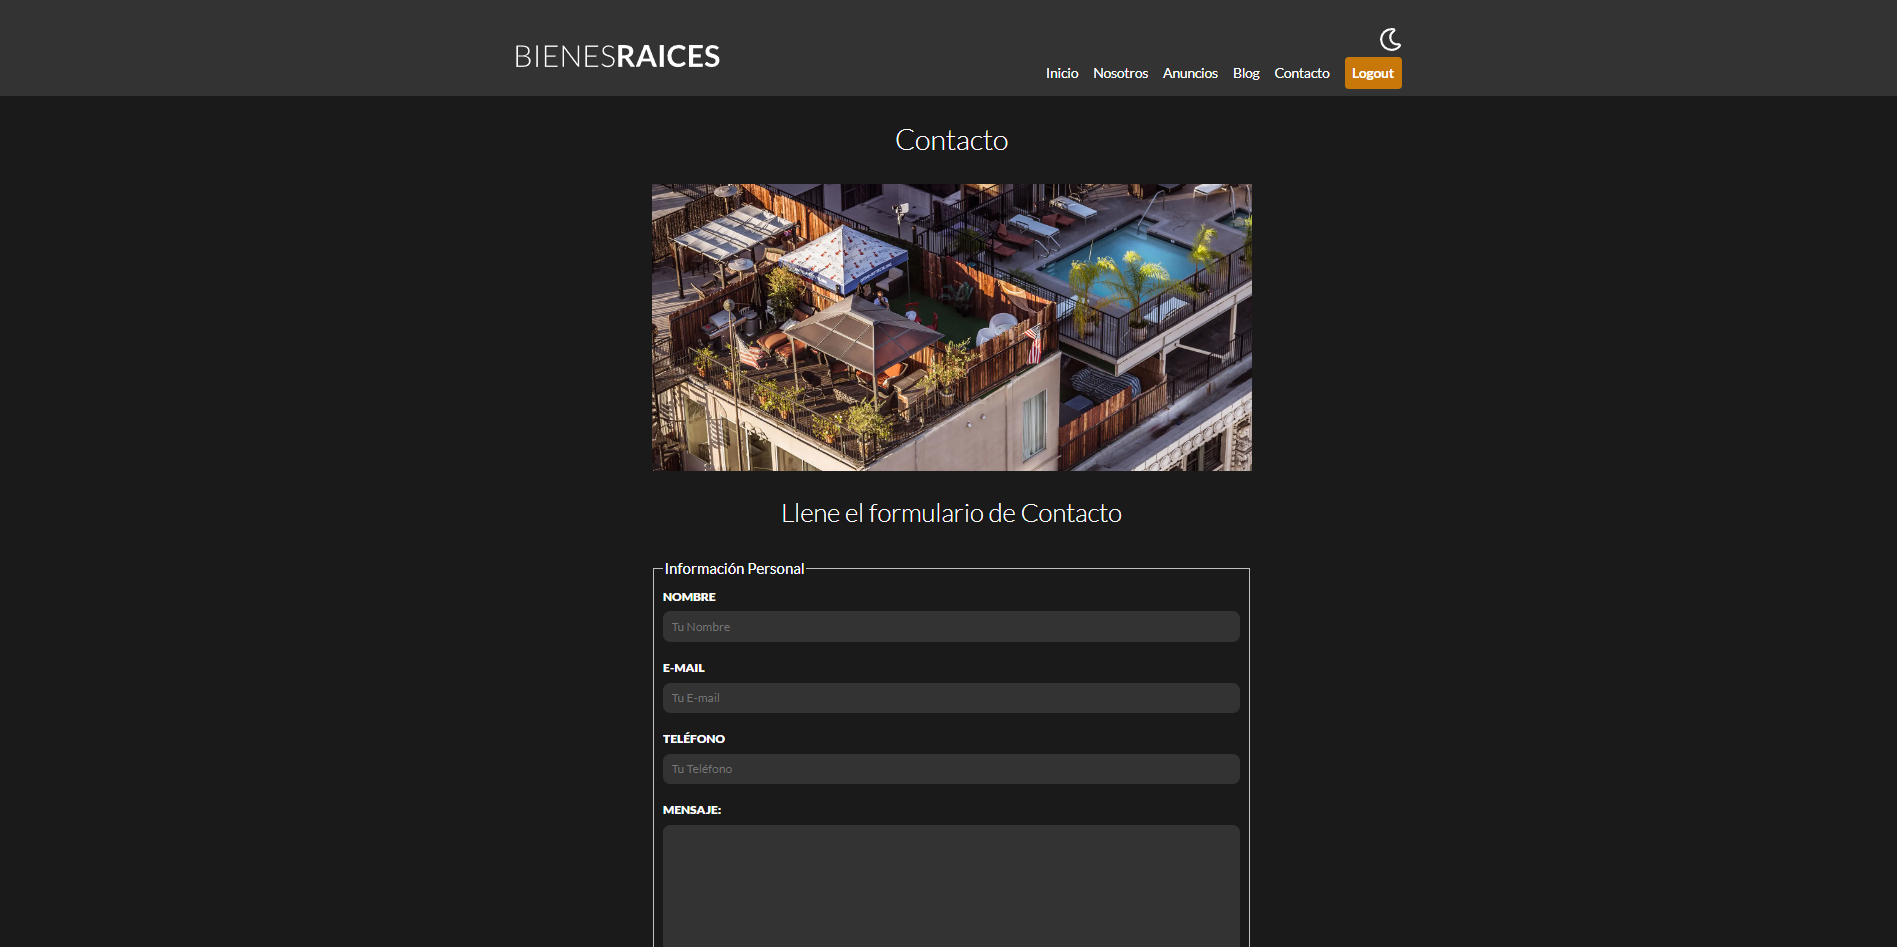 BIENESRAICES
Inicio Nosotros Anuncios Blog Contacto Logout
Contacto
Llene el formulario de Contacto
Información Personal
NOMBRE
Tu Nombre
E-MAIL
Tu E-mail
TELÉFONO
Tu Teléfono
MENSAJE: